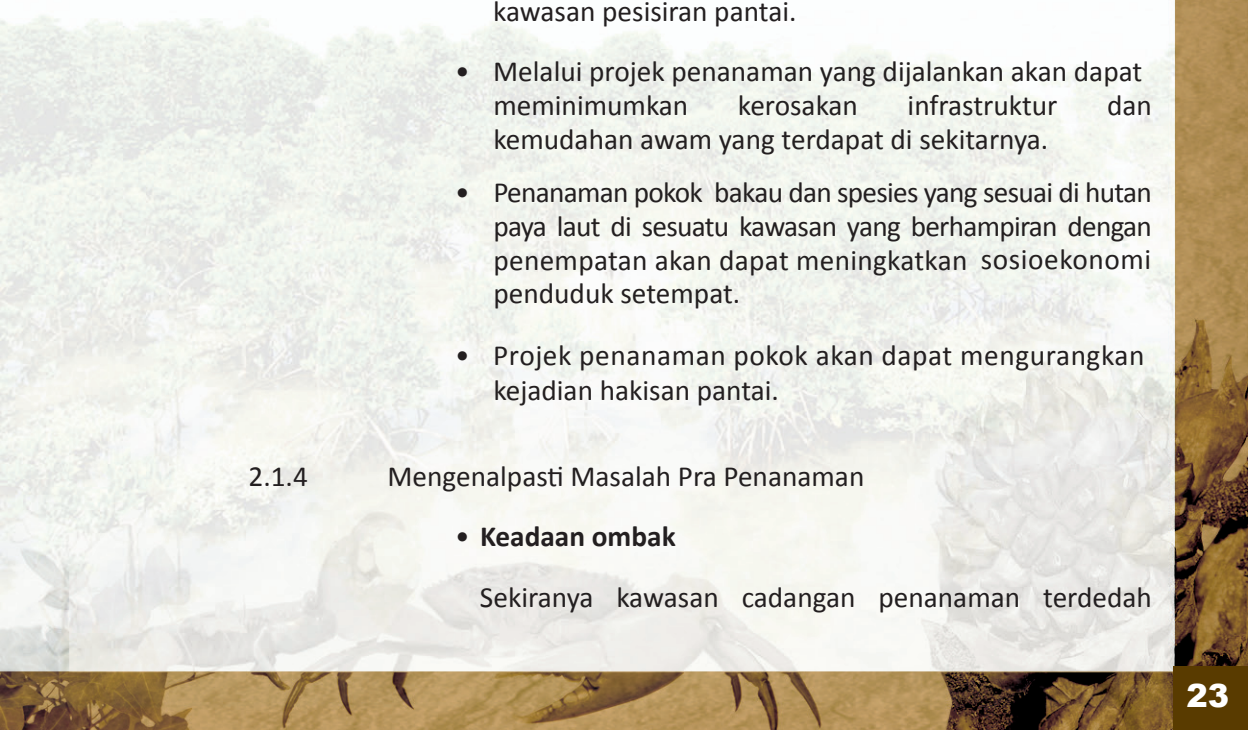 kawasan pesisiran pantai.
• Melalui projek penanaman yang dijalankan akan dapat
meminimumkan kerosakan infrastruktur dan
kemudahan awam yang terdapat di sekitarnya.
• Penanaman pokok bakau dan spesies yang sesuai di hutan
paya laut di sesuatu kawasan yang berhampiran dengan
penempatan akan dapat meningkatkan sosioekonomi
penduduk setempat.
• Projek penanaman pokok akan dapat mengurangkan
kejadian hakisan pantai.
2.1.4 Mengenalpasti Masalah Pra Penanaman
• Keadaan ombak
Sekiranya kawasan cadangan penanaman terdedah
23